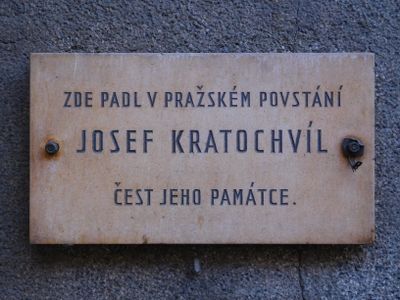 ZDE PADL V PRAŽSKÉM POVSTÁNÍ
JOSEF KRATOCHVÍL
ČEST JEHO PAMÁTCE.